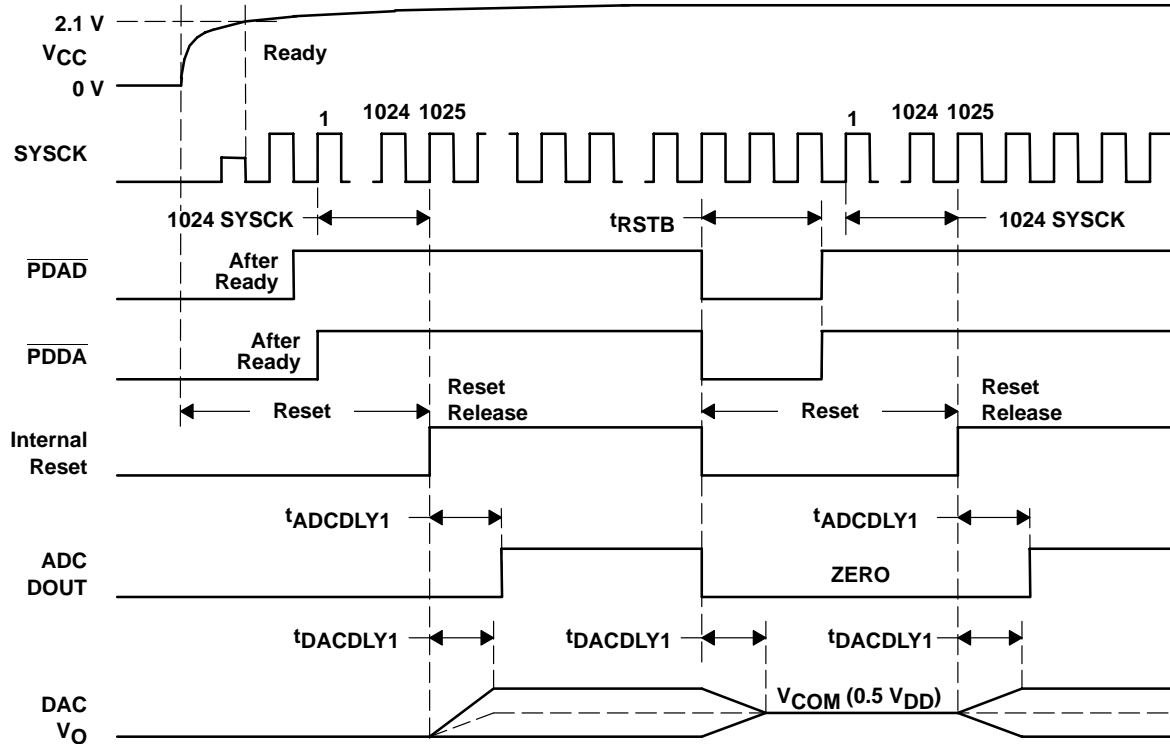 2.1 V
VCC
Ready
0 V
1
1024 1025
1
1024 1025
SYSCK
1024 SYSCK
tRSTB
1024 SYSCK
PDAD
After
Ready
PDDA
After
Ready
Reset
Reset
Release
Reset
Reset
Release
Internal
Reset
tADCDLY1
tADCDLY1
ADC
DOUT
ZERO
tDACDLY1
tDACDLY1
tDACDLY1
DAC
VO
VCOM (0.5 VDD)